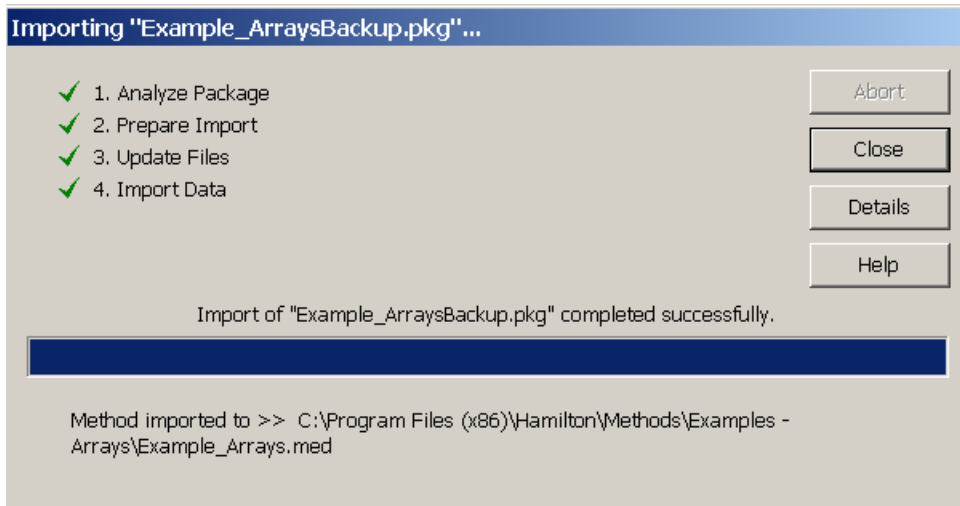 Importing "Example_ArraysBackup.pkg"...
1. Analyze Package
2. Prepare Import
3. Update Files
4. Import Data
Abort
Close
Details
Help
Import of "Example_ArraysBackup.pkg" completed successfully.
Method imported to >> C:\Program Files (x86)\Hamilton\Methods\Examples -
Arrays\Example_Arrays.med